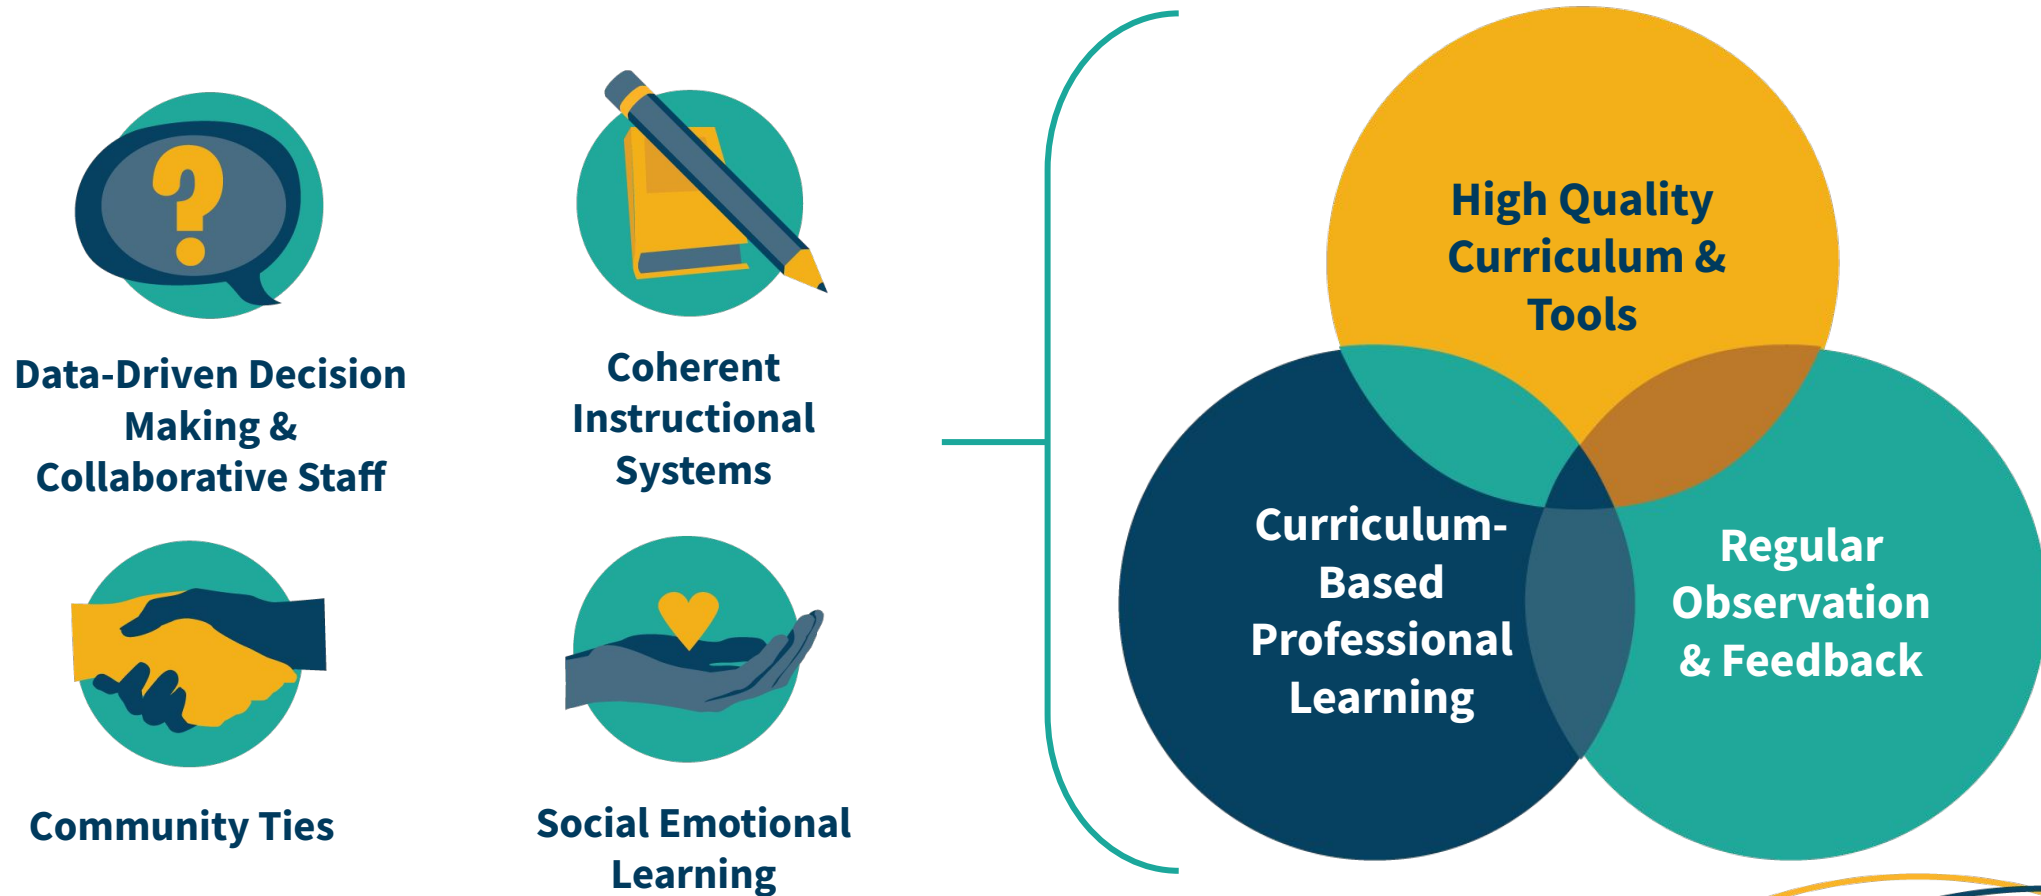 Data-Driven Decision
Making &
Collaborative Staff
Coherent
Instructional
Systems
Community Ties
Social Emotional
Learning
High Quality
Curriculum &
Tools
Curriculum-
Based
Professional
Learning
Regular
Observation
& Feedback